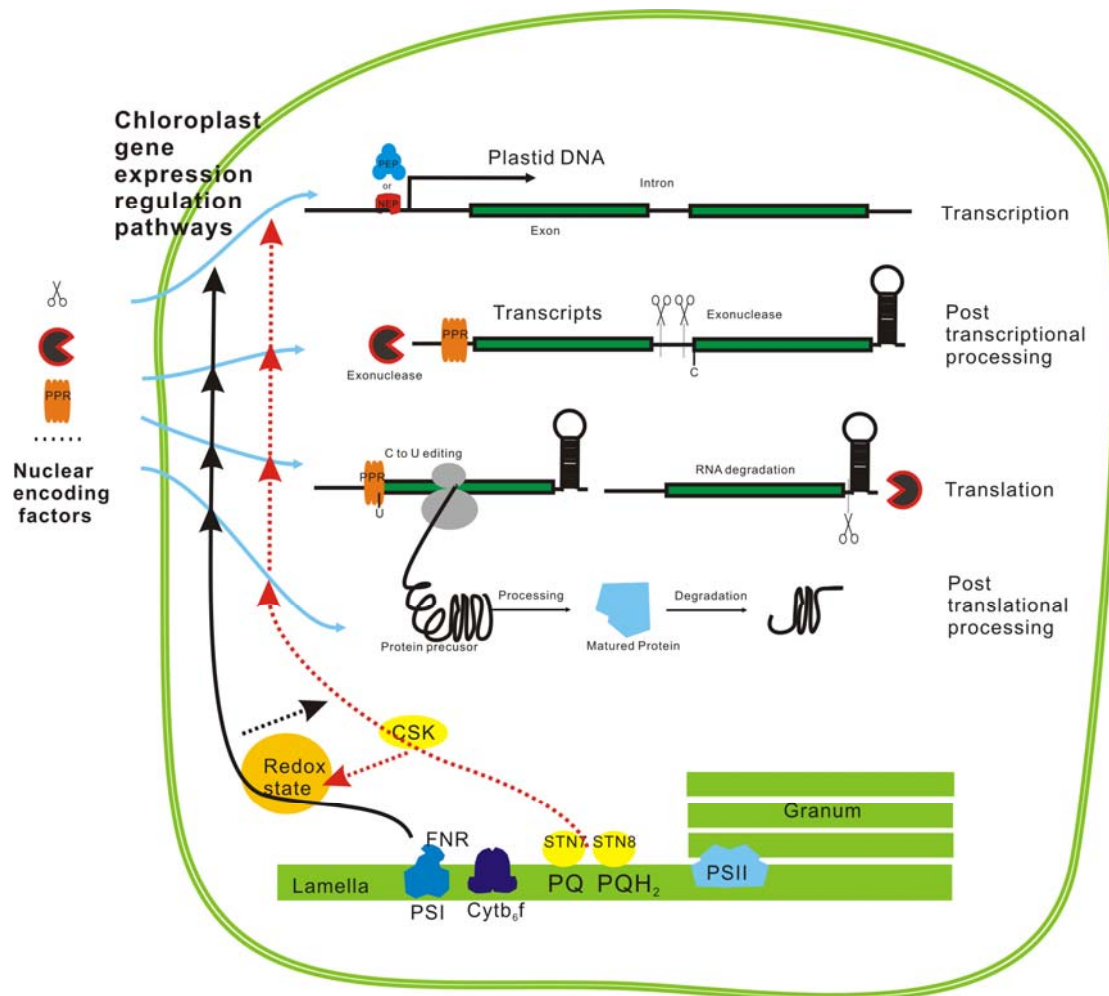 Chloroplast
gene
expression
regulation
pathways
PEP
or
NEP
Plastid DNA
Intron
Exon
Transcription
PPR
Nuclear
encoding
factors
Exonuclease
PPR
Transcripts
Exonuclease
C
Post
transcriptional
processing
C to U editing
PPR
U
RNA degradation
Translation
Protein precusor
Processing
Matured Protein
Degradation
Post
translational
processing
CSK
Redox
state
FNR
STN7 STN8
Granum
Lamella
PSI
Cytb₆f
PQ PQH₂
PSII